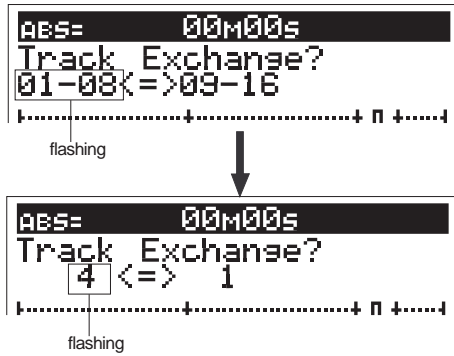 ABS= 00M00s
Track Exchange?
01-08<=>09-16
flashing
ABS= 00M00s
Track Exchange?
4 <=> 1
flashing